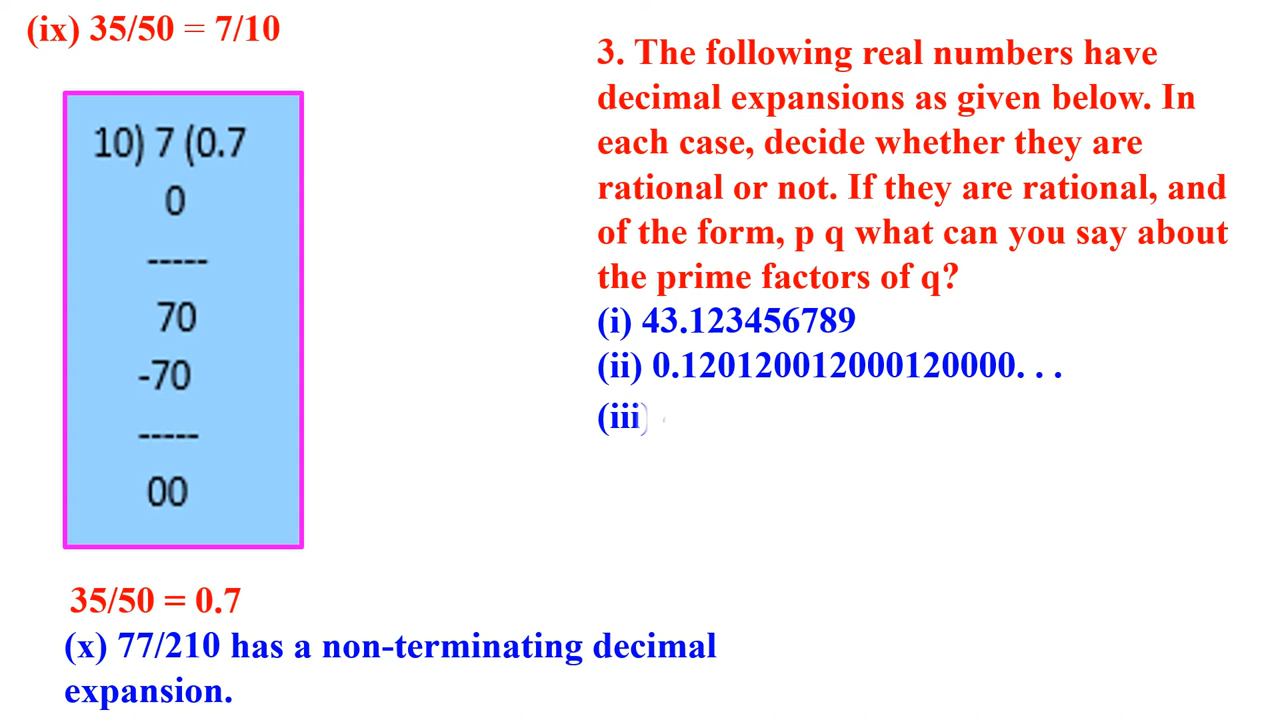 (ix) 35/50 = 7/10
10) 7 (0.7
0
-----
70
-70
-----
00
35/50 = 0.7
(x) 77/210 has a non-terminating decimal
expansion.
3. The following real numbers have
decimal expansions as given below. In
each case, decide whether they are
rational or not. If they are rational, and
of the form, p q what can you say about
the prime factors of q?
(i) 43.123456789
(ii) 0.120120012000120000. . .
(iii)